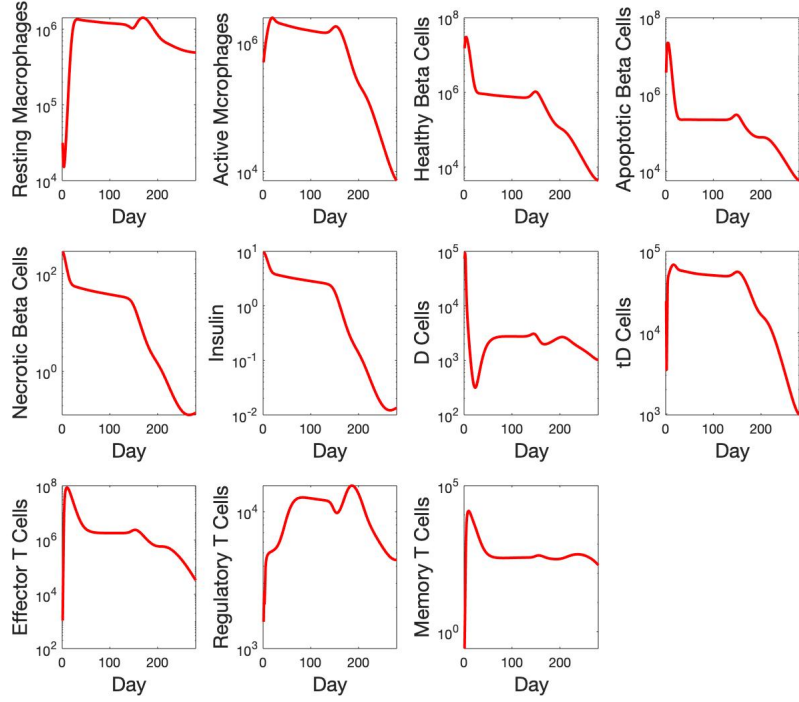 Resting Macrophages
10^6
10^5
10^4
0 100 200
Day
Active Mcrophages
10^6
10^4
0 100 200
Day
Healthy Beta Cells
10^8
10^6
10^4
0 100 200
Day
Apoptotic Beta Cells
10^8
10^6
10^4
0 100 200
Day
Necrotic Beta Cells
10^2
10^0
0 100 200
Day
Insulin
10^1
10^0
10^-1
10^-2
0 100 200
Day
D Cells
10^5
10^4
10^3
10^2
0 100 200
Day
tD Cells
10^5
10^4
10^3
0 100 200
Day
Effector T Cells
10^8
10^6
10^4
10^2
0 100 200
Day
Regulatory T Cells
10^4
10^3
0 100 200
Day
Memory T Cells
10^5
10^0
0 100 200
Day